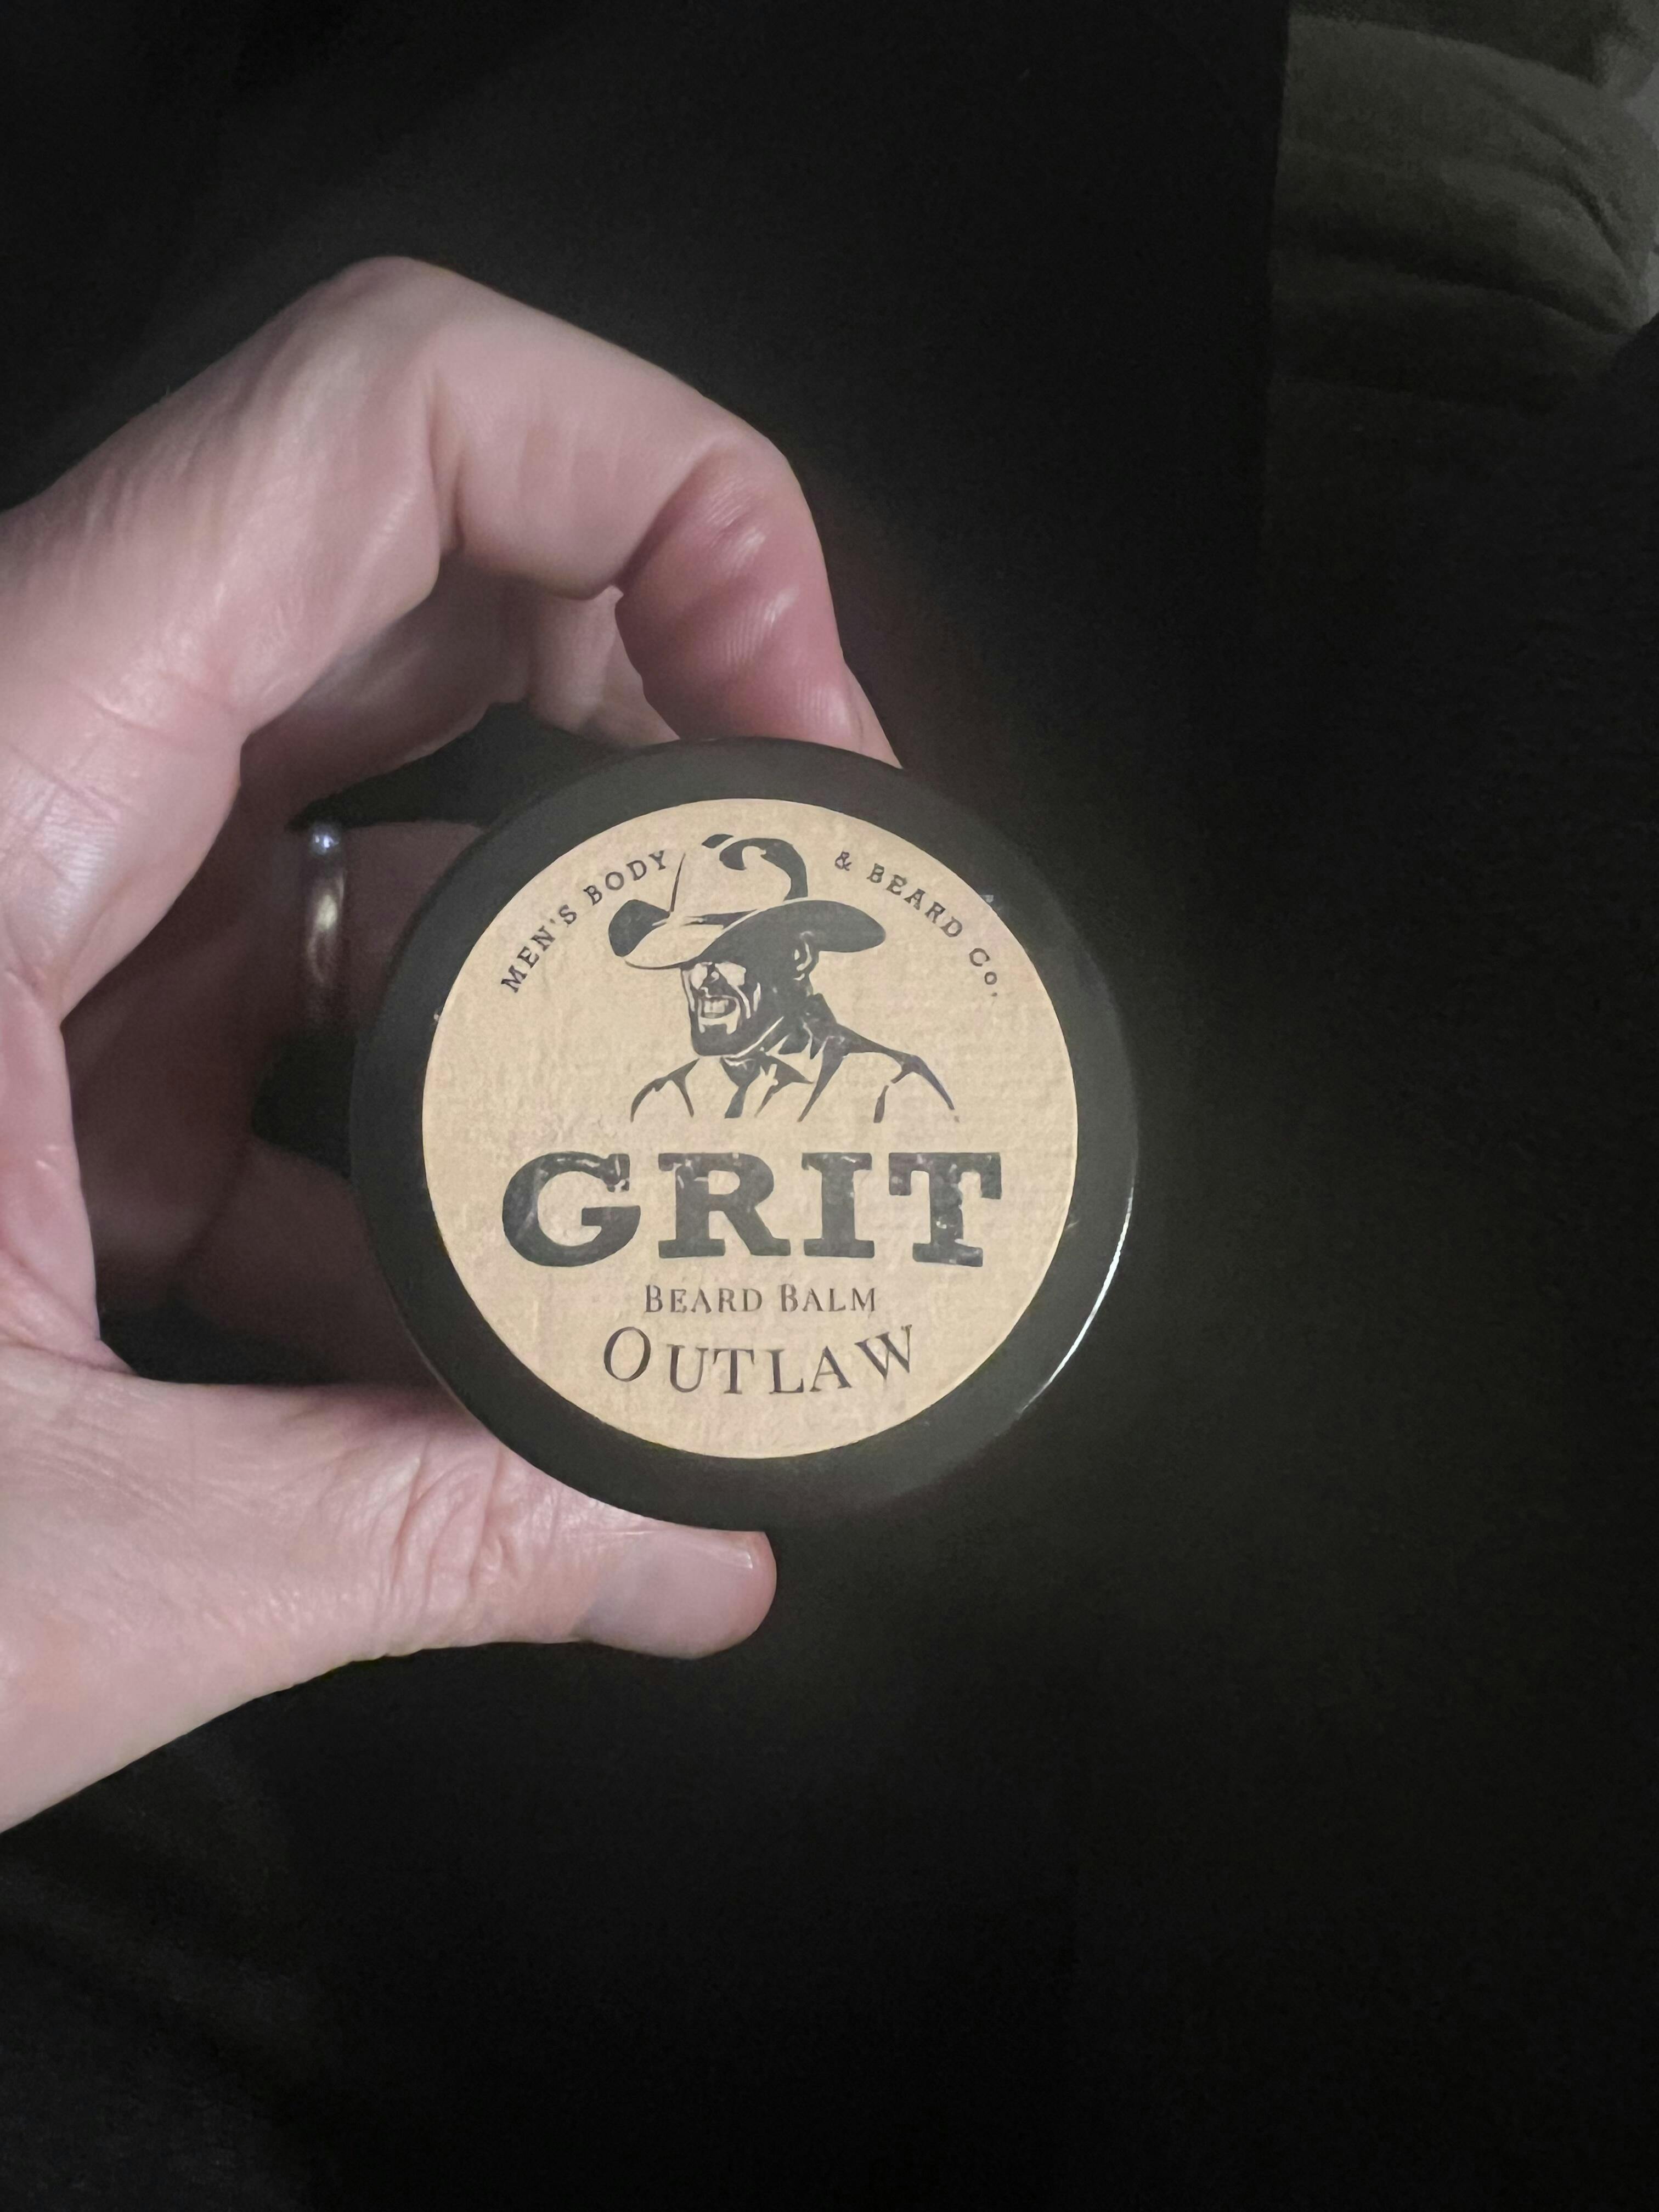 MEN'S BODY & BEARD CO.
GRIT
BEARD BALM
OUTLAW